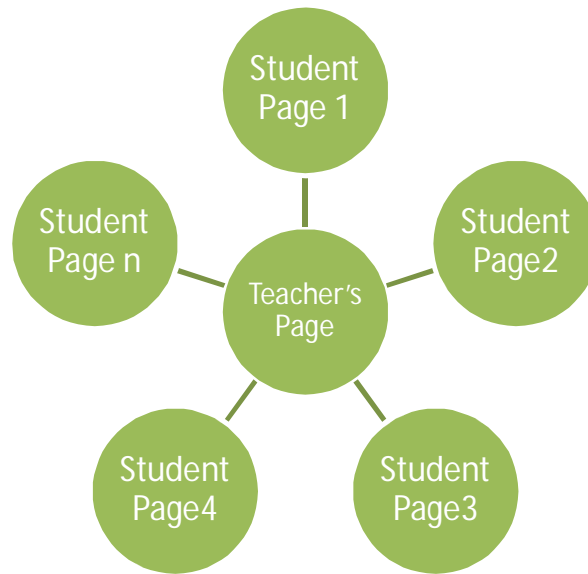 Student
Page 1
Student
Page n
Student
Page2
Teacher’s
Page
Student
Page4
Student
Page3